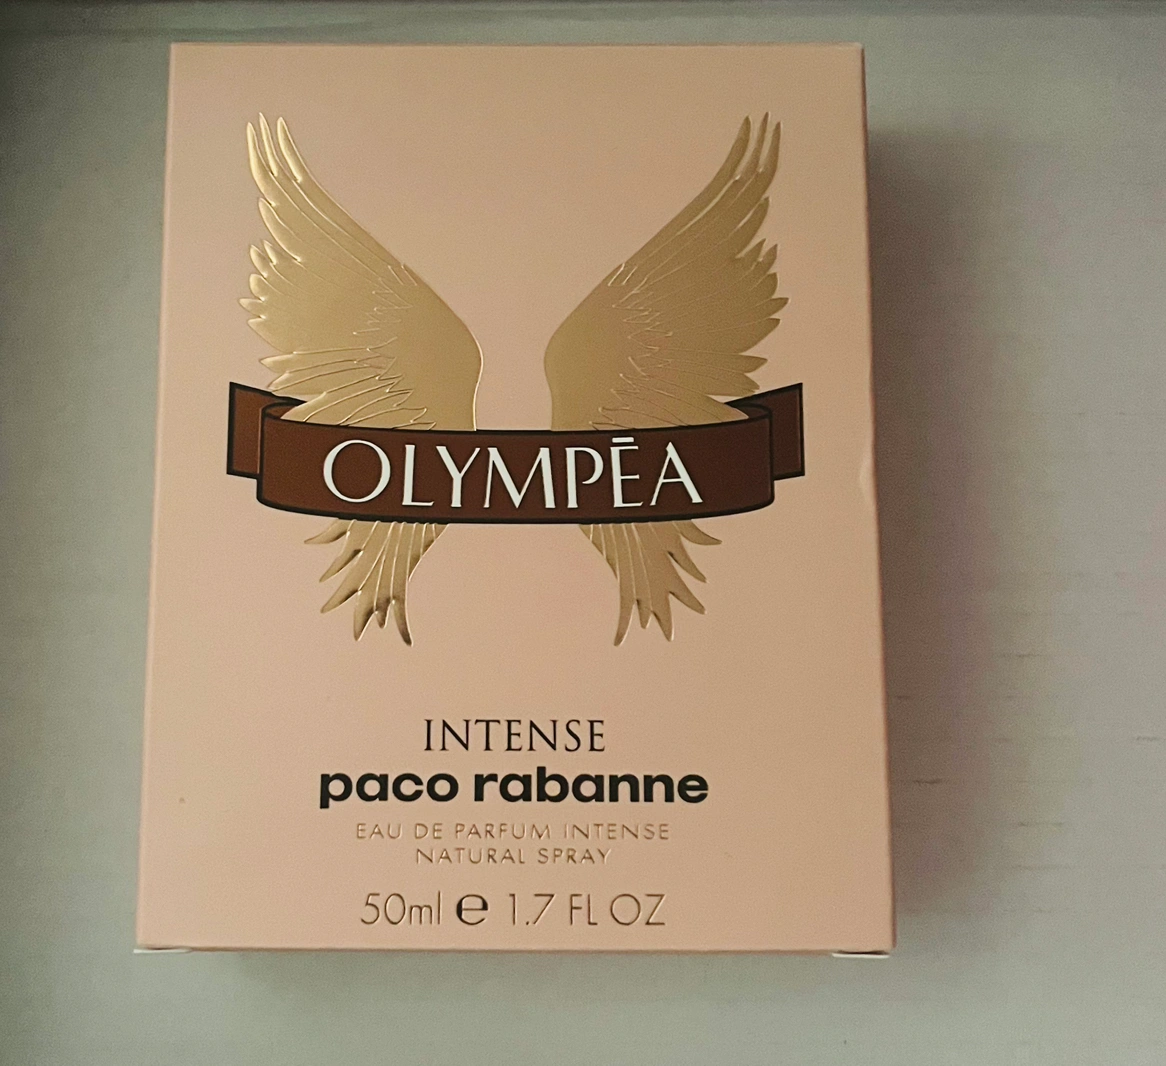 OLYMPĒA
INTENSE
paco rabanne
EAU DE PARFUM INTENSE
NATURAL SPRAY
50ml e 1.7 FL OZ